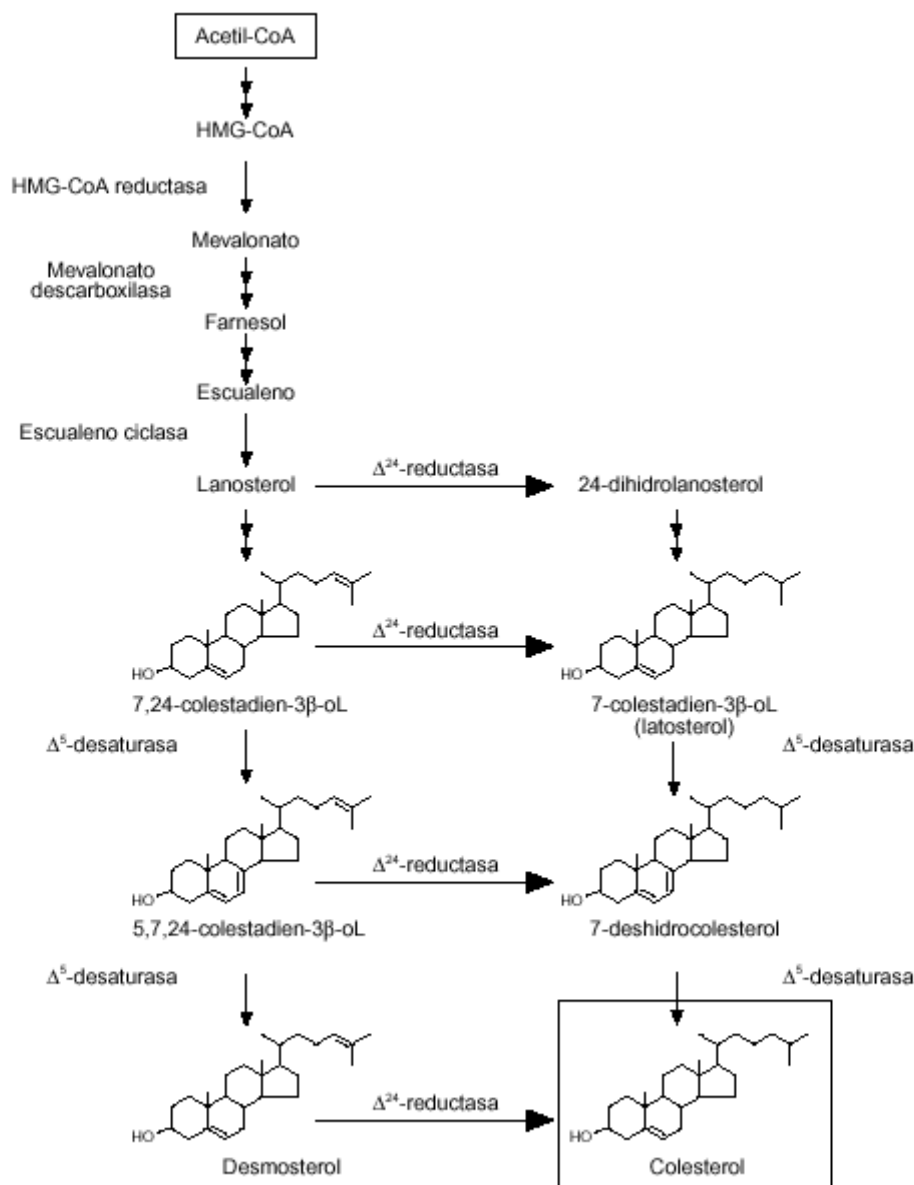 Acetil-CoA
HMG-CoA
HMG-CoA reductasa
Mevalonato
Mevalonato
descarboxilasa
Farnesol
Escualeno
Escualeno ciclasa
Lanosterol
Δ²⁴-reductasa
24-dihidrolanosterol
HO
Δ²⁴-reductasa
HO
7,24-colestadien-3β-oL
7-colestadien-3β-oL
(latosterol)
Δ⁵-desaturasa
Δ⁵-desaturasa
HO
Δ²⁴-reductasa
HO
5,7,24-colestadien-3β-oL
7-deshidrocolesterol
Δ⁵-desaturasa
Δ⁵-desaturasa
HO
Δ²⁴-reductasa
HO
Desmosterol
Colesterol